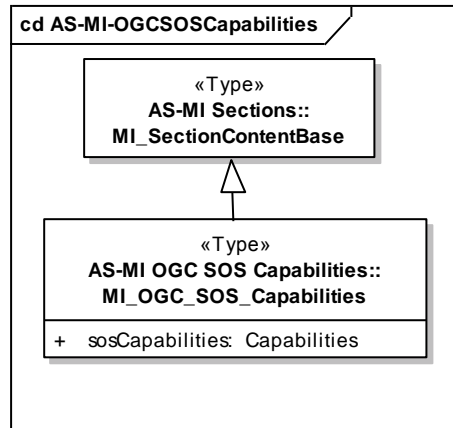 cd AS-MI-OGCSOSCapabilities
«Type»
AS-MI Sections::
MI_SectionContentBase
«Type»
AS-MI OGC SOS Capabilities::
MI_OGC_SOS_Capabilities
+ sosCapabilities: Capabilities